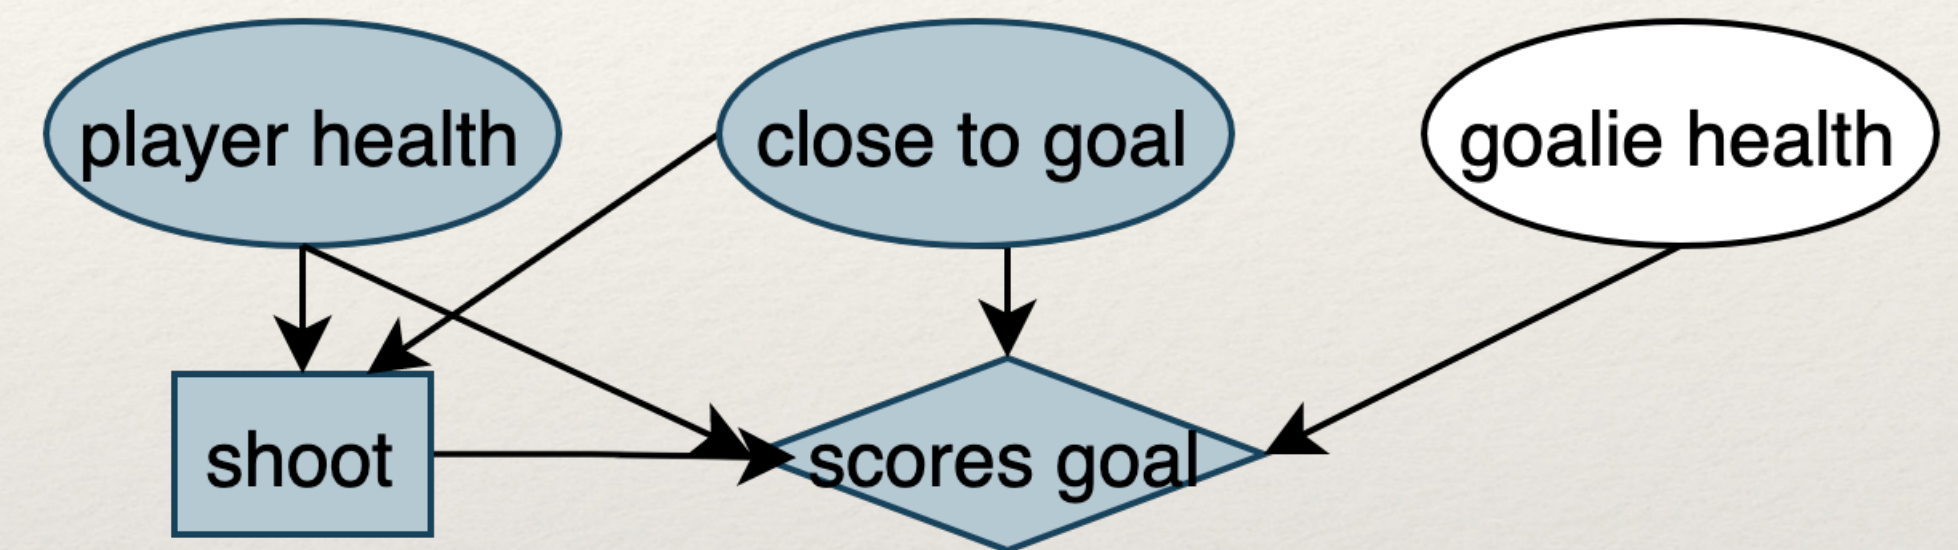 player health
close to goal
goalie health
shoot
scores goal